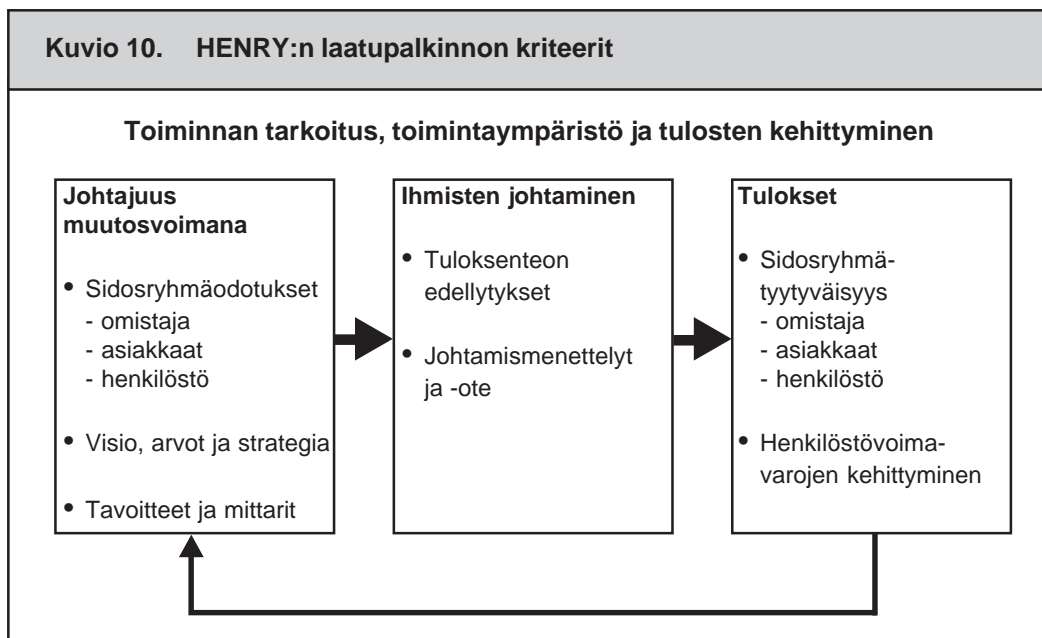 Kuvio 10. HENRY:n laatupalkinnon kriteerit
Toiminnan tarkoitus, toimintaympäristö ja tulosten kehittyminen
Johtajuus
muutosvoimana
• Sidosryhmäodotukset
- omistaja
- asiakkaat
- henkilöstö
• Visio, arvot ja strategia
• Tavoitteet ja mittarit
Ihmisten johtaminen
• Tuloksenteon
edellytykset
• Johtamismenettelyt
ja -ote
Tulokset
• Sidosryhmä-
tyytyväisyys
- omistaja
- asiakkaat
- henkilöstö
• Henkilöstövoima-
varojen kehittyminen